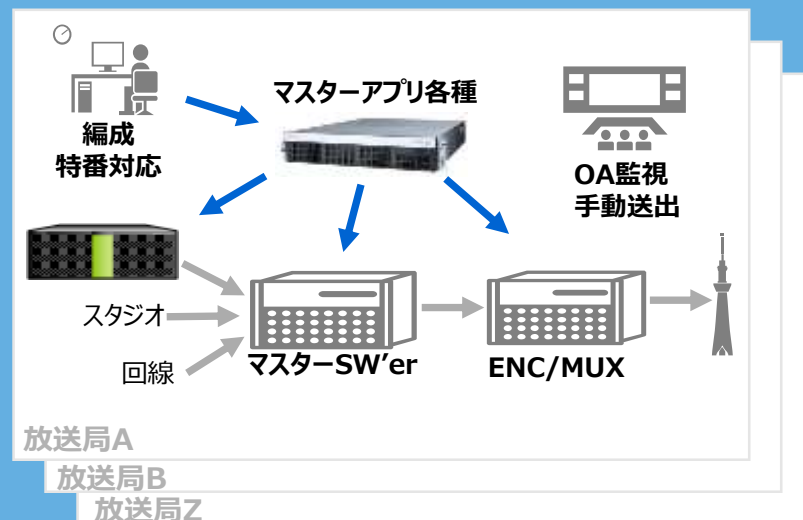 編成
特番対応
マスターアプリ各種
OA監視
手動送出
スタジオ
回線
マスターSW’er
ENC/MUX
放送局A
放送局B
放送局Z